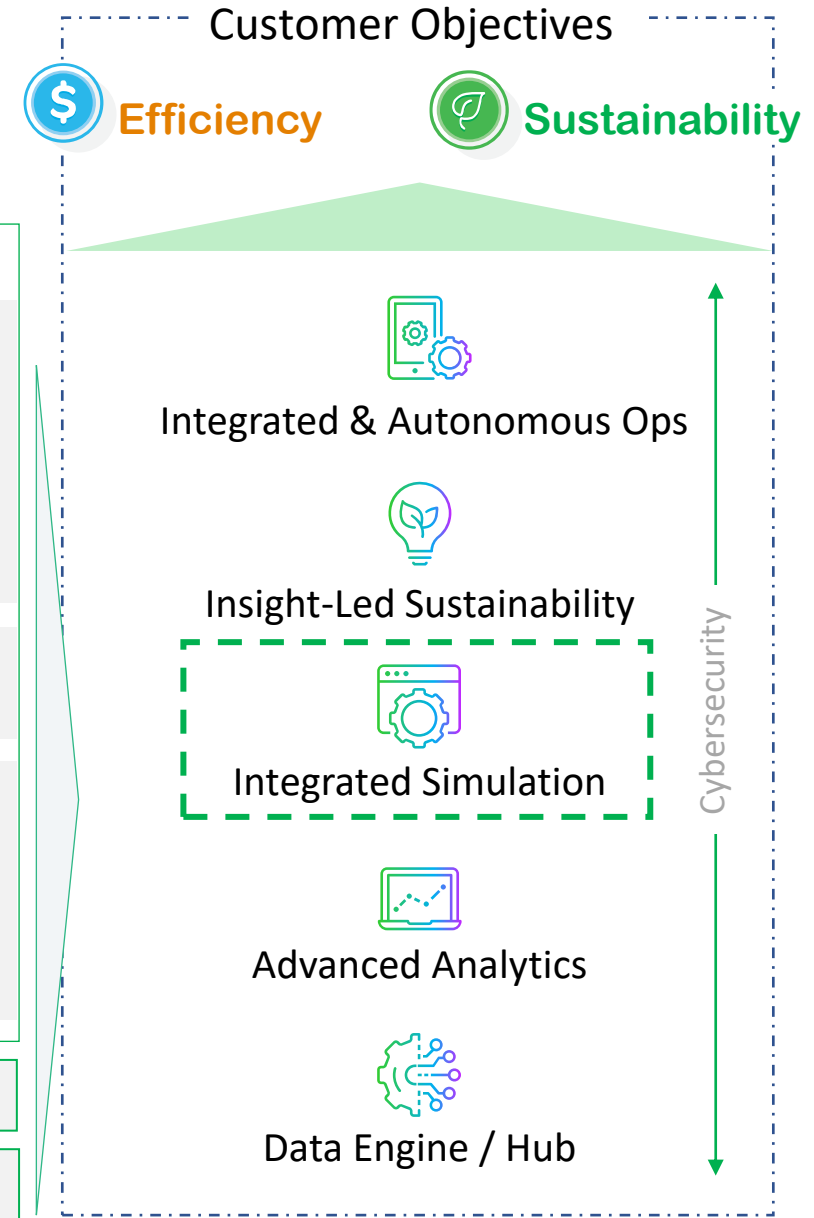 Customer Objectives
$
Efficiency
Sustainability
Integrated & Autonomous Ops
Insight-Led Sustainability
Integrated Simulation
Cybersecurity
Advanced Analytics
Data Engine / Hub